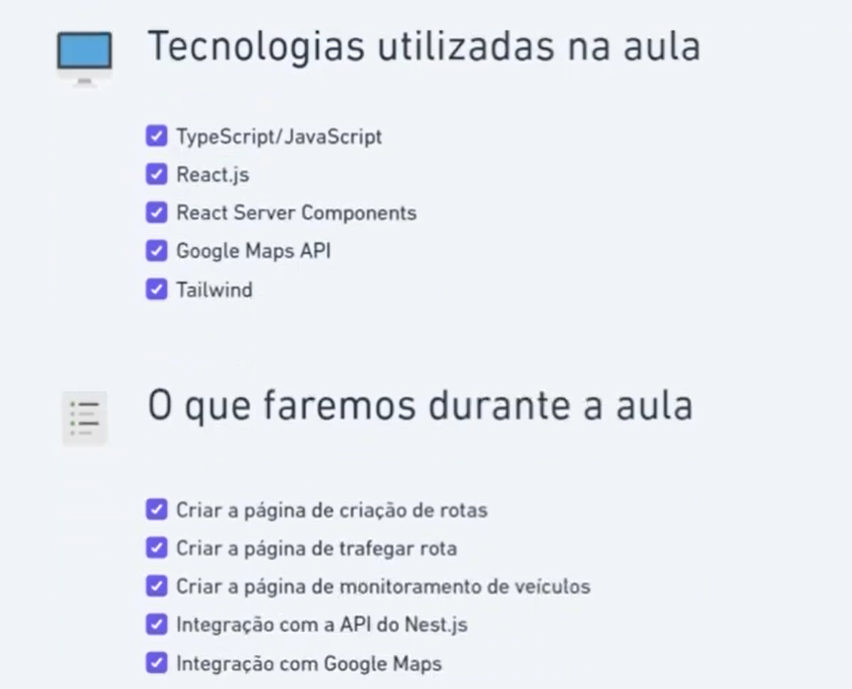 Tecnologias utilizadas na aula
TypeScript/JavaScript
React.js
React Server Components
Google Maps API
Tailwind
O que faremos durante a aula
Criar a página de criação de rotas
Criar a página de trafegar rota
Criar a página de monitoramento de veículos
Integração com a API do Nest.js
Integração com Google Maps